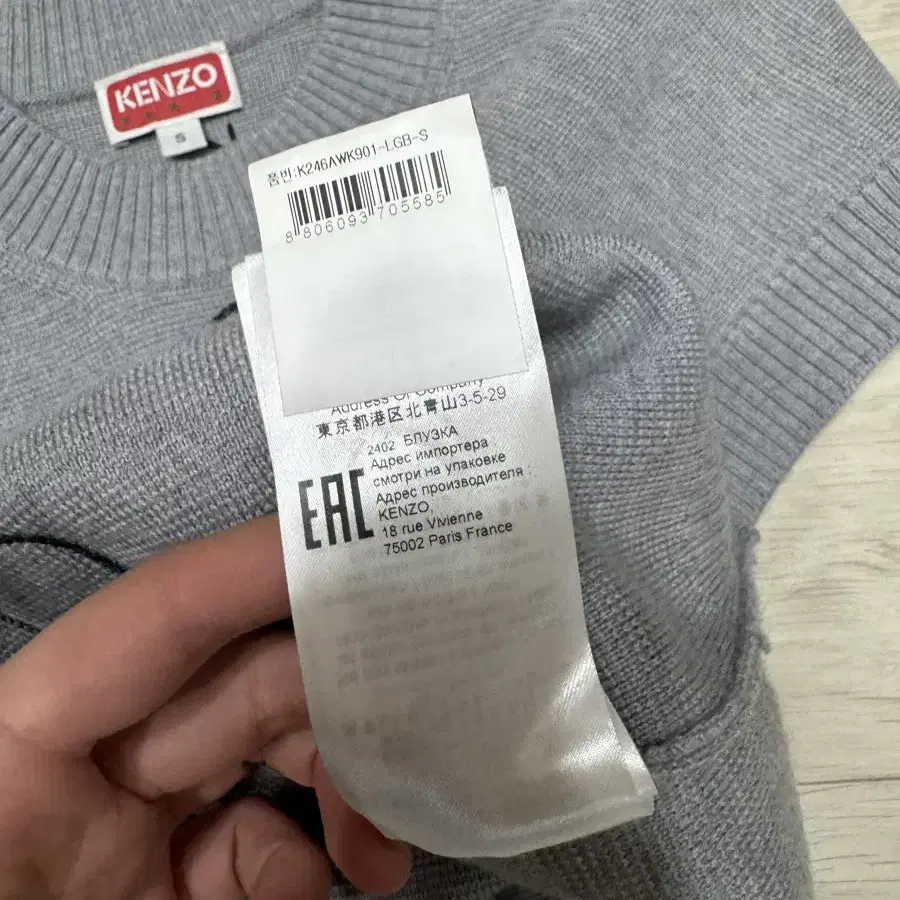 KENZO
S
품번:K246AWK901-LGB-S
8 806093 705585
Address Of Company
東京都港区北青山3-5-29
2402 БЛУЗКА
Адрес импортера
смотри на упаковке
Адрес производителя :
KENZO,
18 rue Vivienne
75002 Paris France
EAC